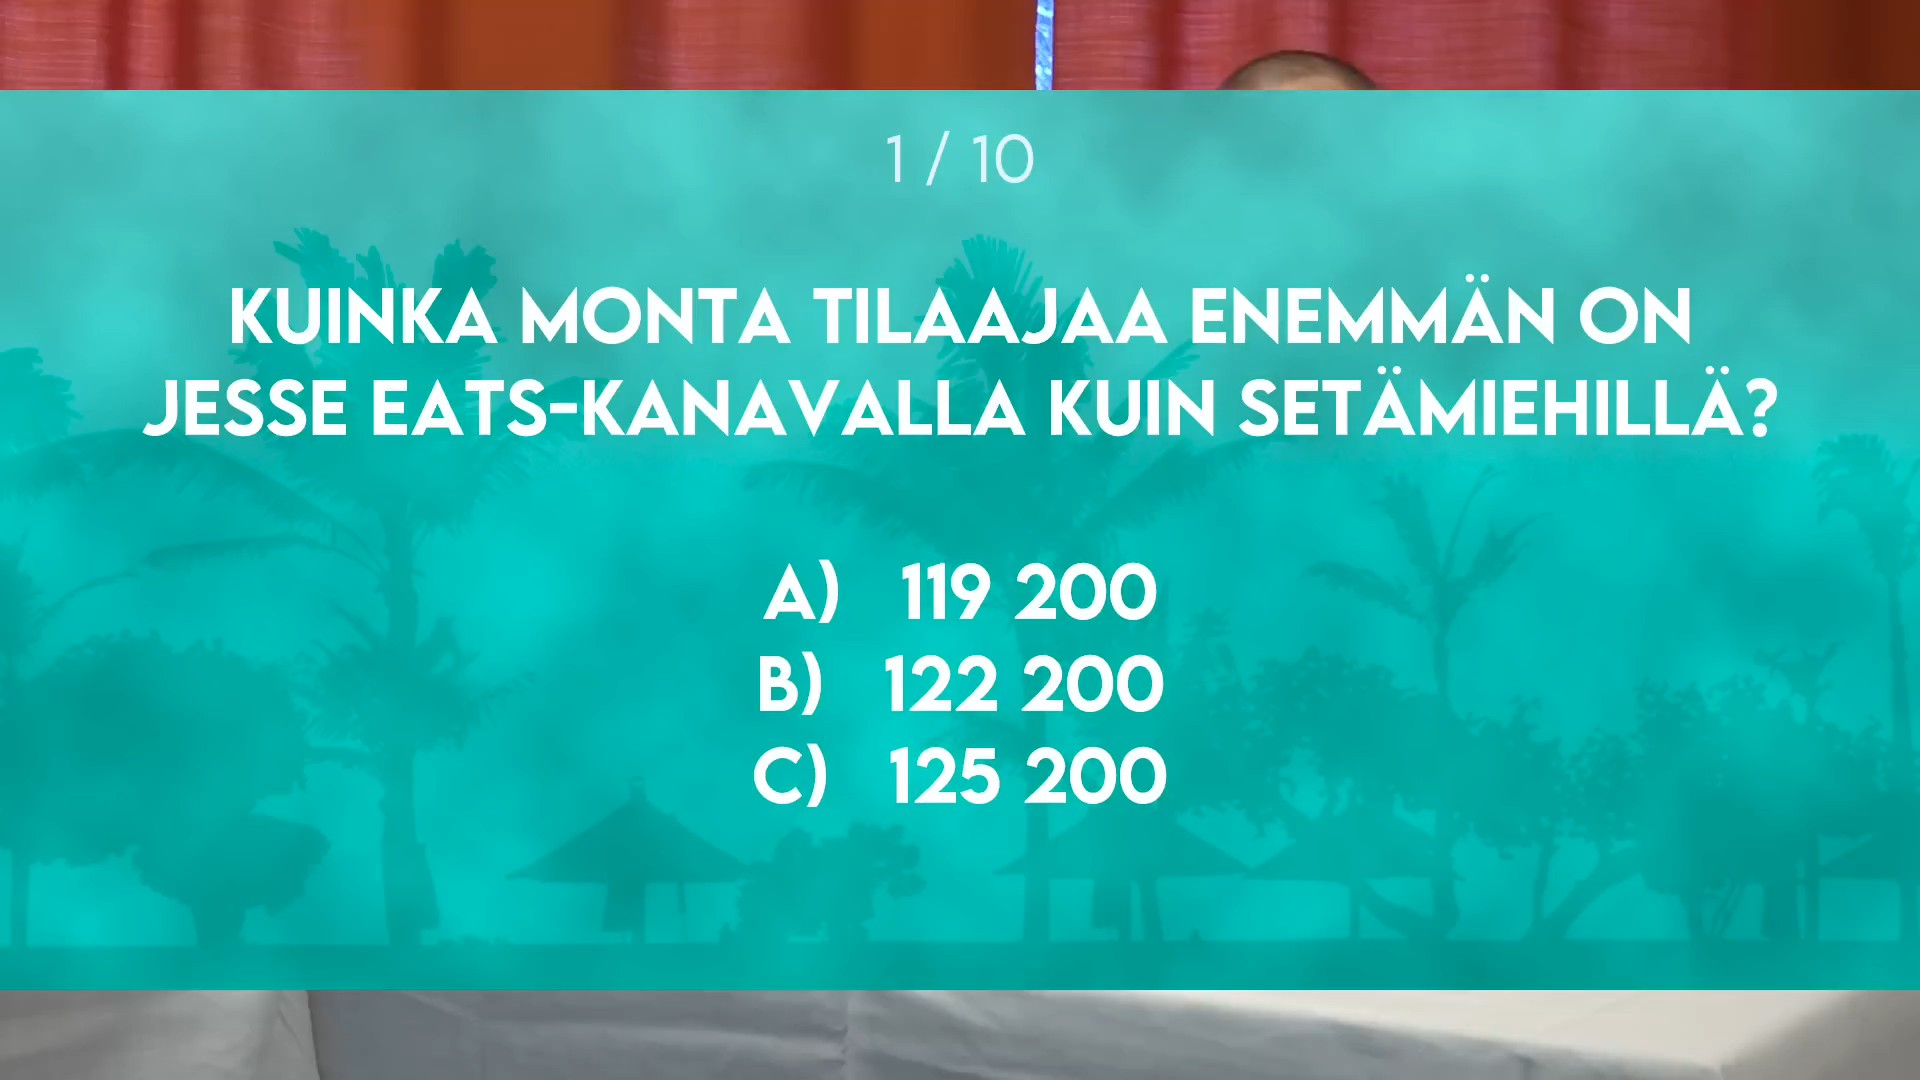 1 / 10
KUINKA MONTA TILAAJAA ENEMMÄN ON
JESSE EATS-KANAVALLA KUIN SETÄMIEHILLÄ?
A) 119 200
B) 122 200
C) 125 200